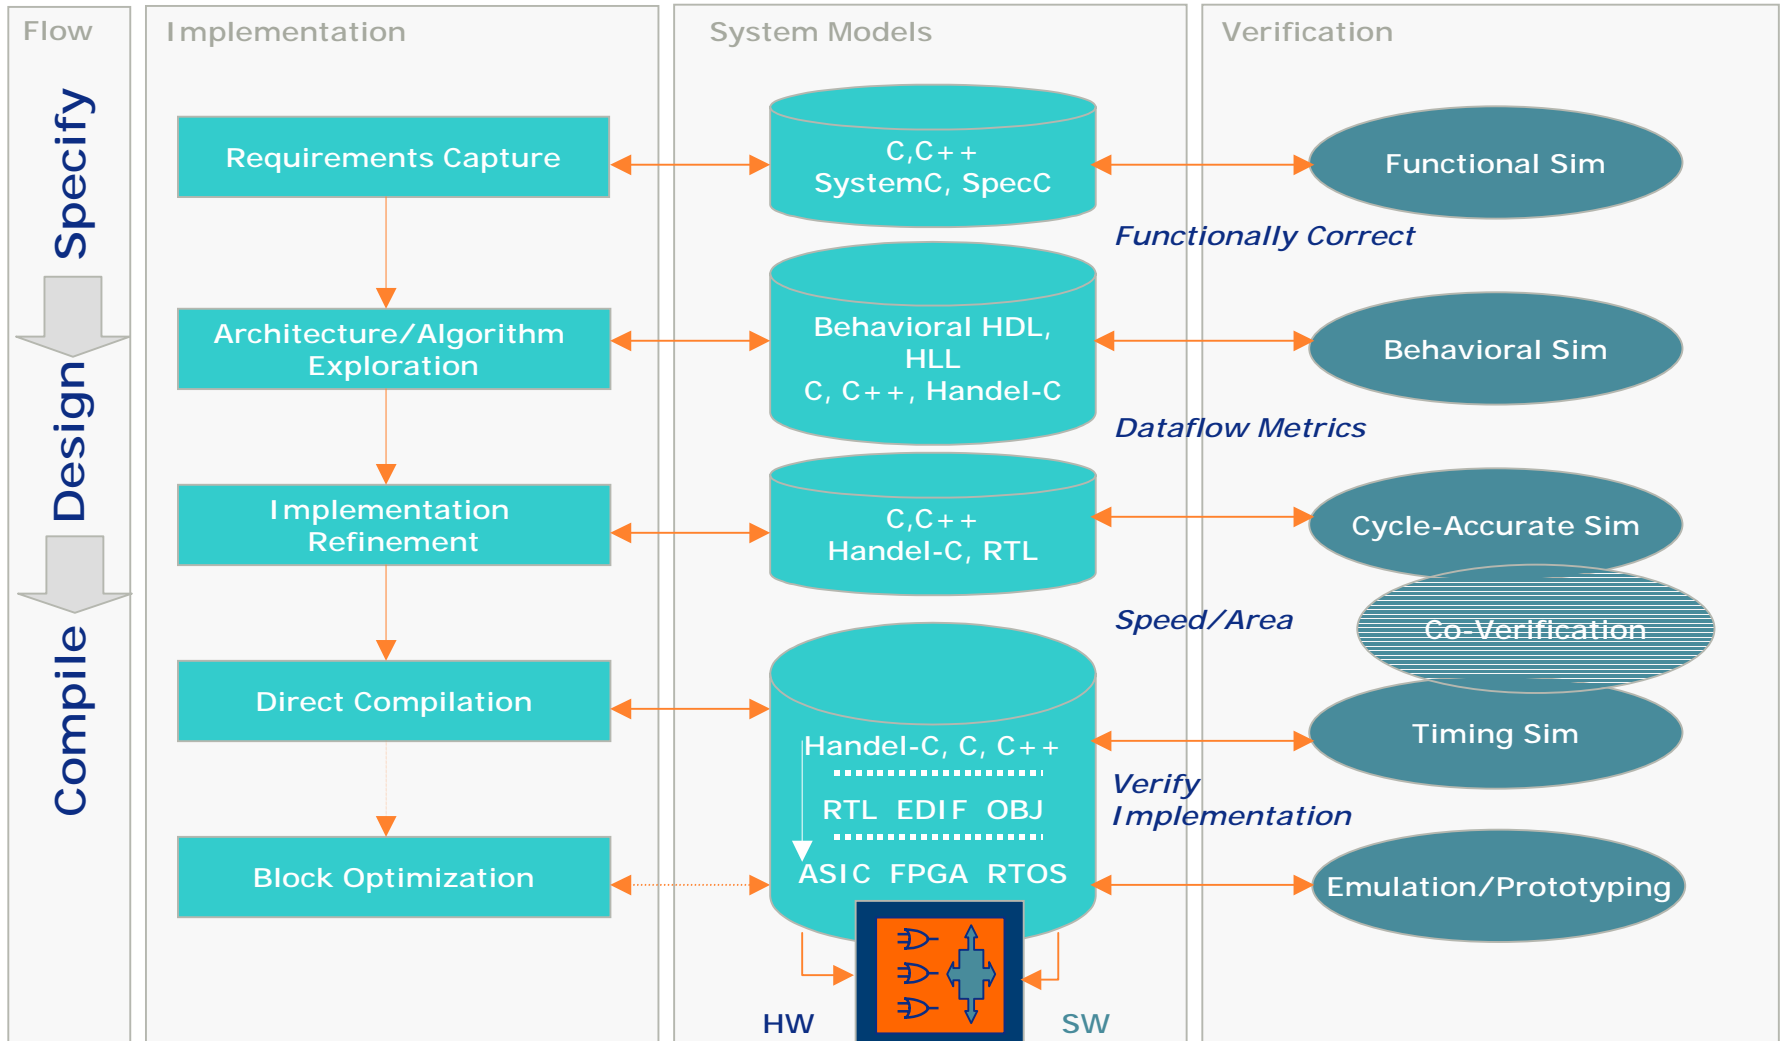 Flow
Implementation
System Models
Verification
Specify
Design
Compile
Requirements Capture
Architecture/Algorithm
Exploration
Implementation
Refinement
Direct Compilation
Block Optimization
C,C++
SystemC, SpecC
Behavioral HDL,
HLL
C, C++, Handel-C
C,C++
Handel-C, RTL
Handel-C, C, C++
RTL EDIF OBJ
ASIC FPGA RTOS
HW
SW
Functionally Correct
Dataflow Metrics
Speed/Area
Verify
Implementation
Functional Sim
Behavioral Sim
Cycle-Accurate Sim
Co-Verification
Timing Sim
Emulation/Prototyping